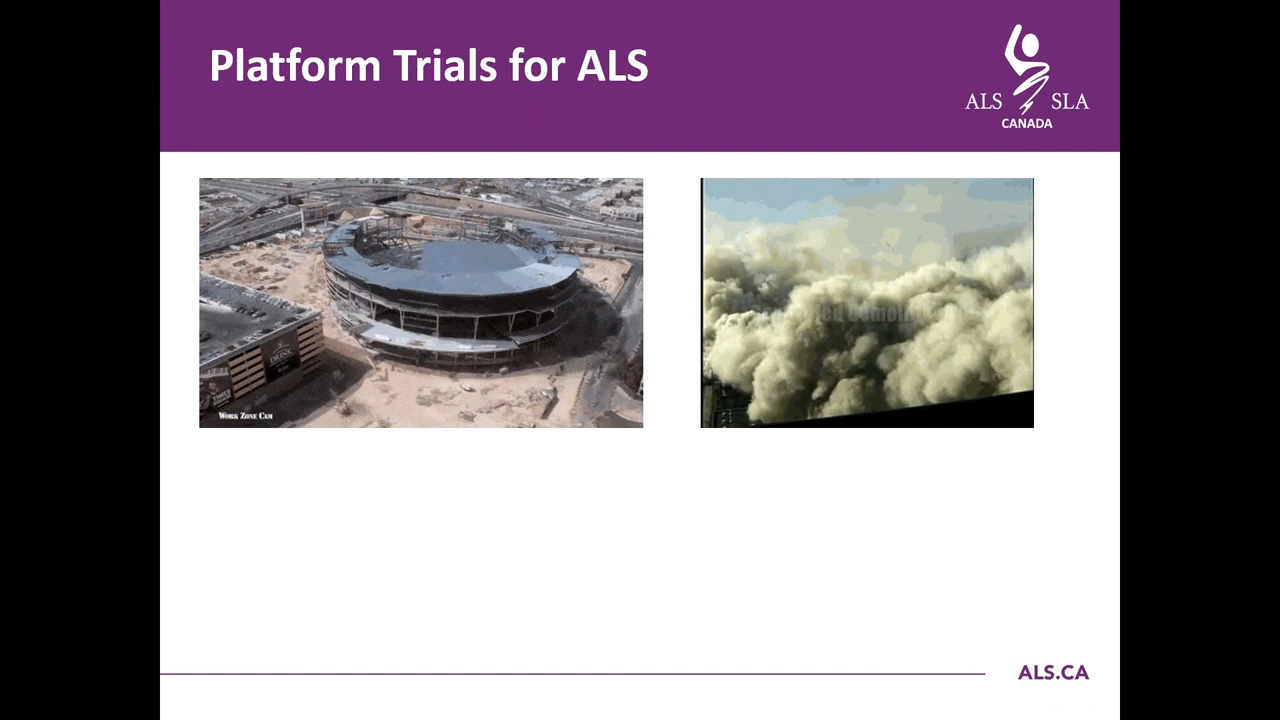 Platform Trials for ALS
ALS SLA
CANADA
DRINK
WORK ZONE CAM
ALS.CA